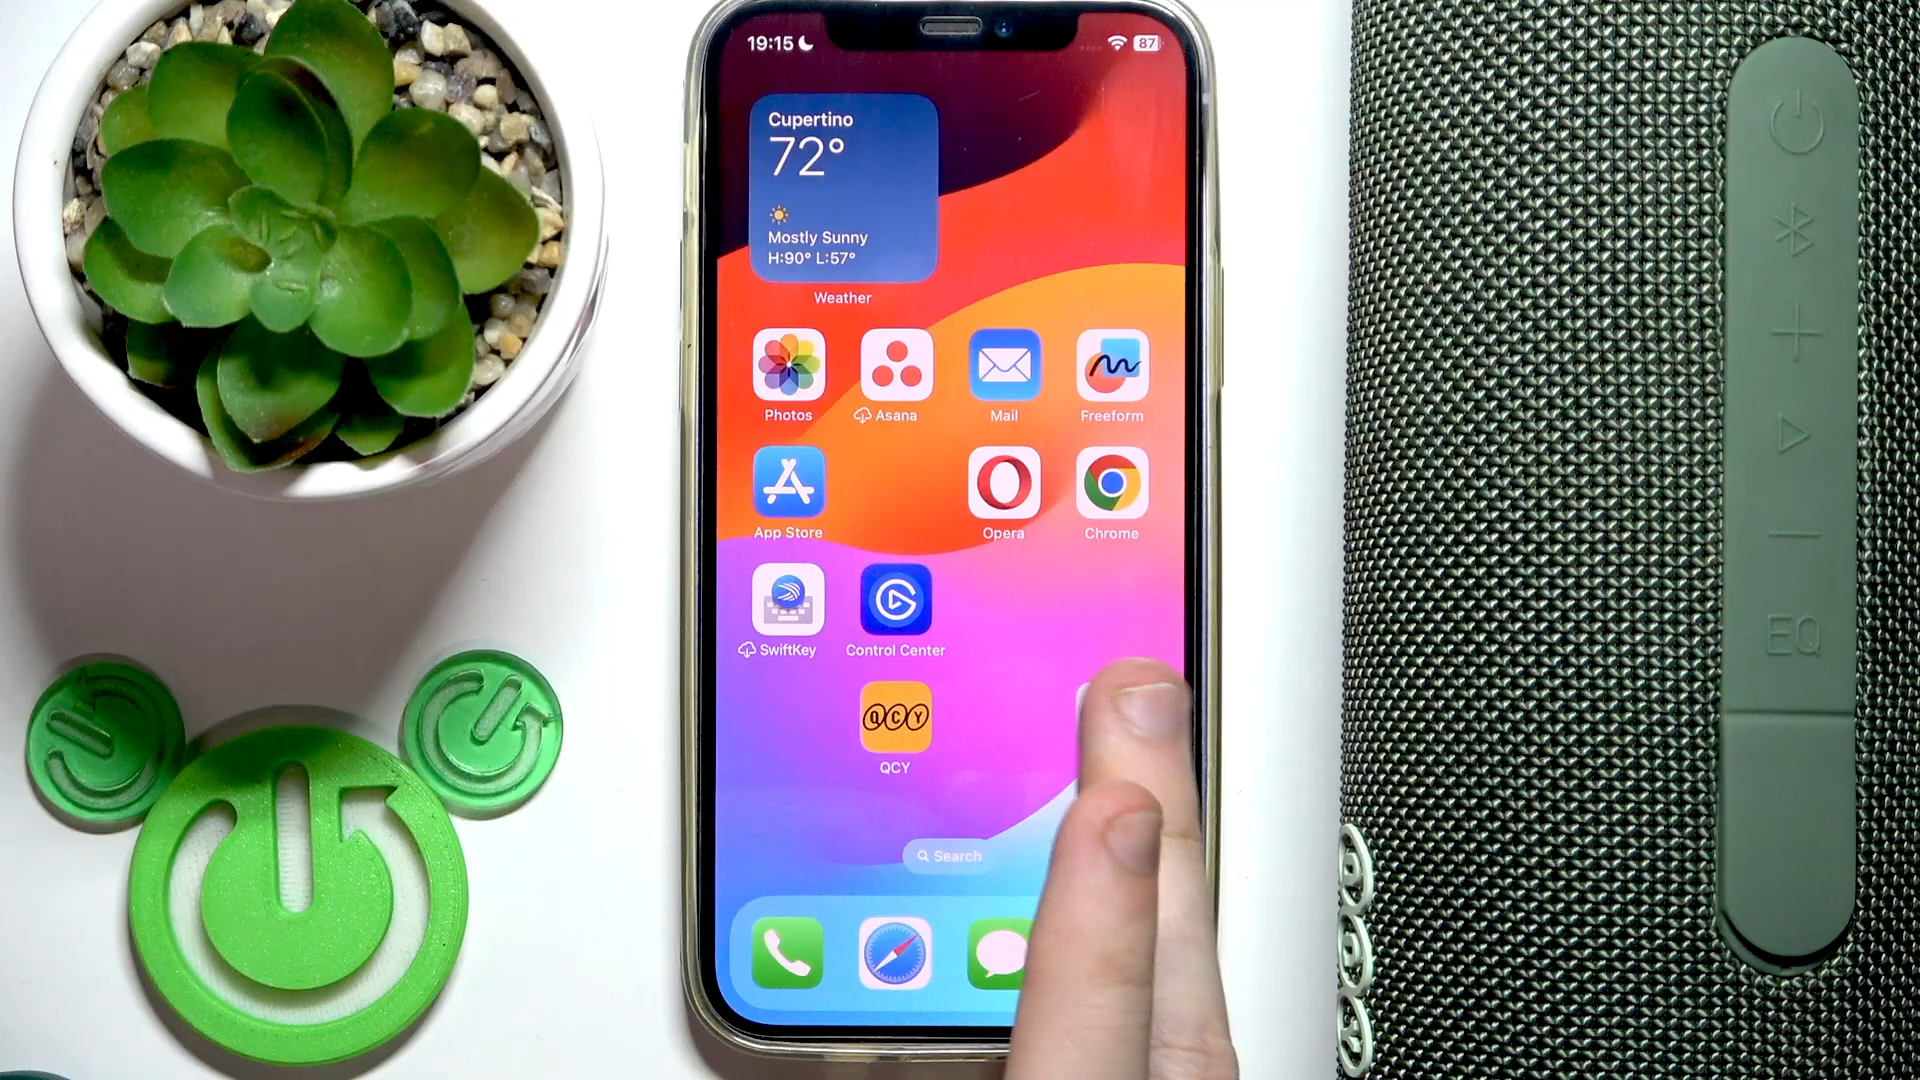 19:15
87
Cupertino
72°
Mostly Sunny
H:90° L:57°
Weather
Photos
Asana
Mail
Freeform
App Store
Opera
Chrome
SwiftKey
Control Center
QCY
QCY
Search
EQ
QCY